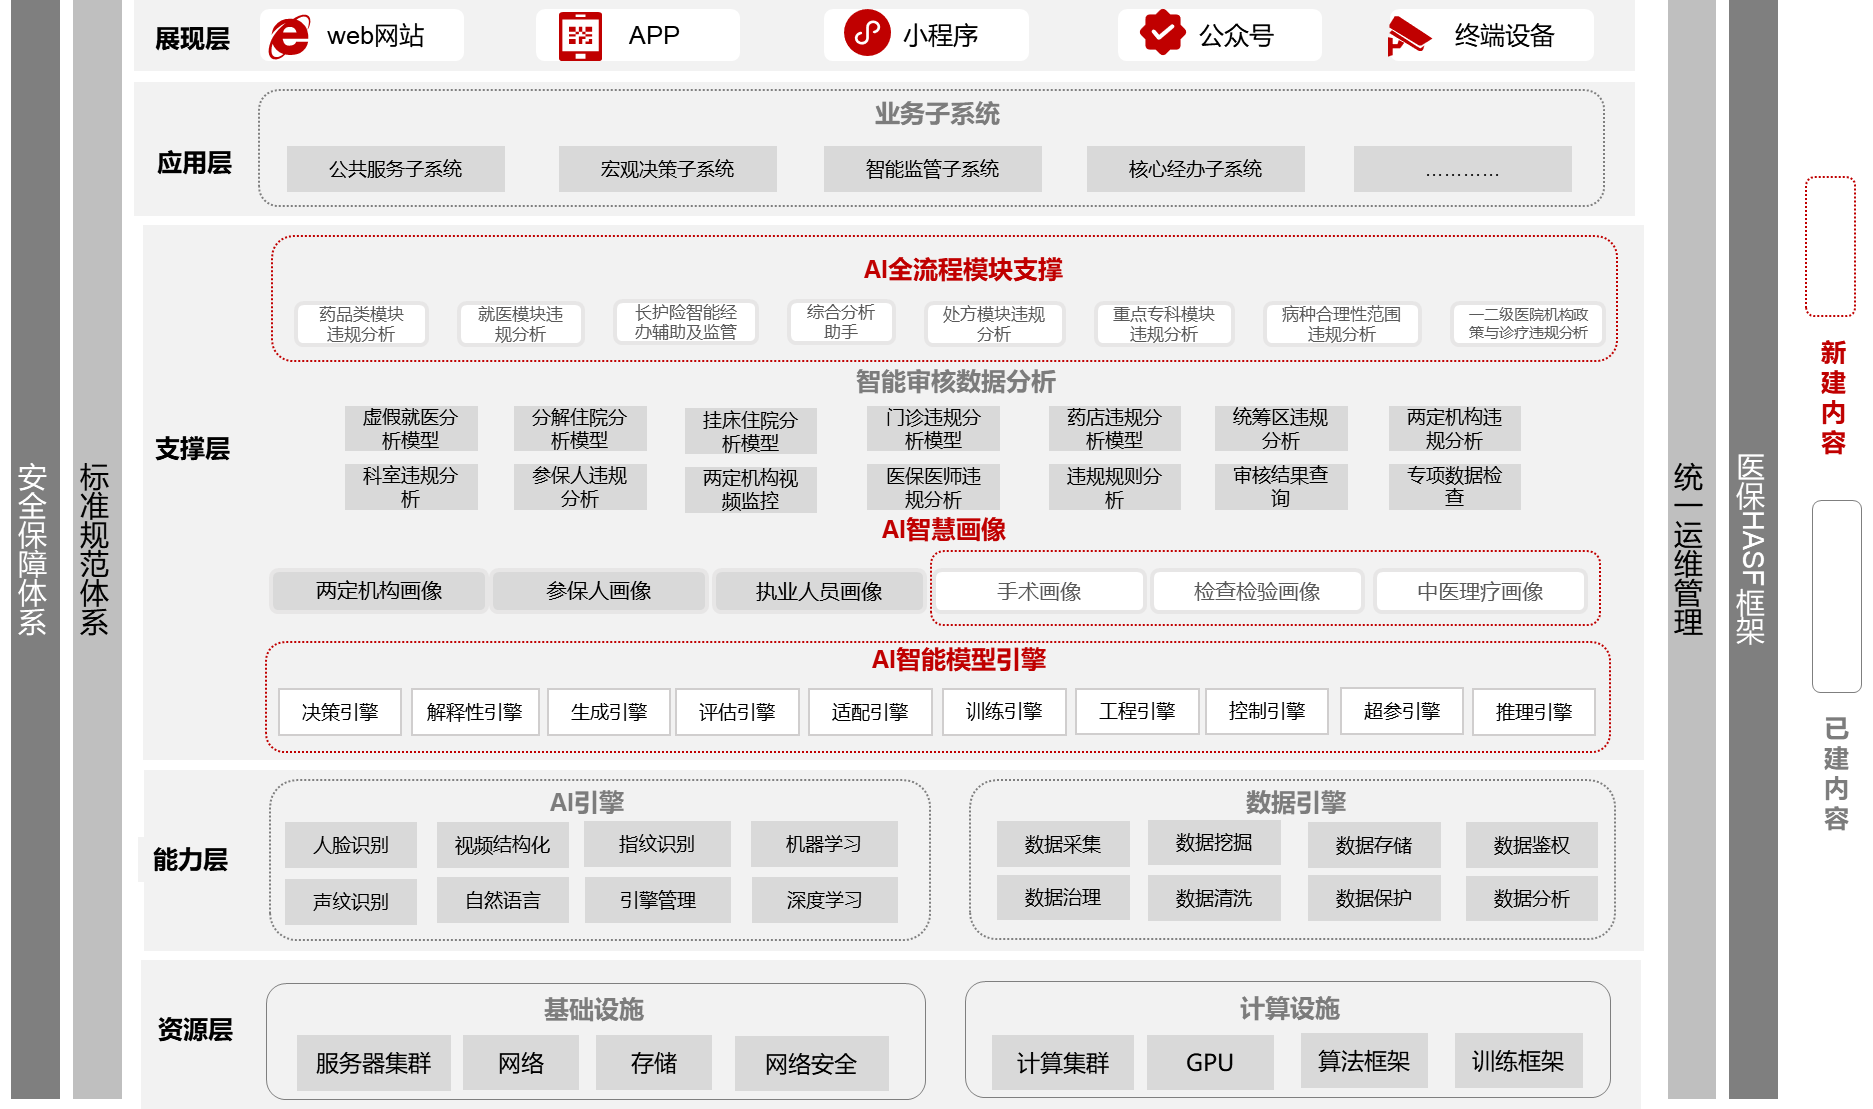 展现层
web网站
APP
小程序
公众号
终端设备
应用层
业务子系统
公共服务子系统
宏观决策子系统
智能监管子系统
核心经办子系统
…………
支撑层
AI全流程模块支撑
药品类模块
违规分析
就医模块违
规分析
长护险智能经
办辅助及监管
综合分析
助手
处方模块违规
分析
重点专科模块
违规分析
病种合理性范围
违规分析
一二级医院机构政
策与诊疗违规分析
智能审核数据分析
虚假就医分
析模型
分解住院分
析模型
挂床住院分
析模型
门诊违规分
析模型
药店违规分
析模型
统筹区违规
分析
两定机构违
规分析
科室违规分
析
参保人违规
分析
两定机构视
频监控
医保医师违
规分析
违规规则分
析
审核结果查
询
专项数据检
查
AI智慧画像
两定机构画像
参保人画像
执业人员画像
手术画像
检查检验画像
中医理疗画像
AI智能模型引擎
决策引擎
解释性引擎
生成引擎
评估引擎
适配引擎
训练引擎
工程引擎
控制引擎
超参引擎
推理引擎
能力层
AI引擎
人脸识别
视频结构化
指纹识别
机器学习
声纹识别
自然语言
引擎管理
深度学习
数据引擎
数据采集
数据挖掘
数据存储
数据鉴权
数据治理
数据清洗
数据保护
数据分析
资源层
基础设施
服务器集群
网络
存储
网络安全
计算设施
计算集群
GPU
算法框架
训练框架
安全保障体系
标准规范体系
统一运维管理
医保HASF框架
新建内容
已建内容